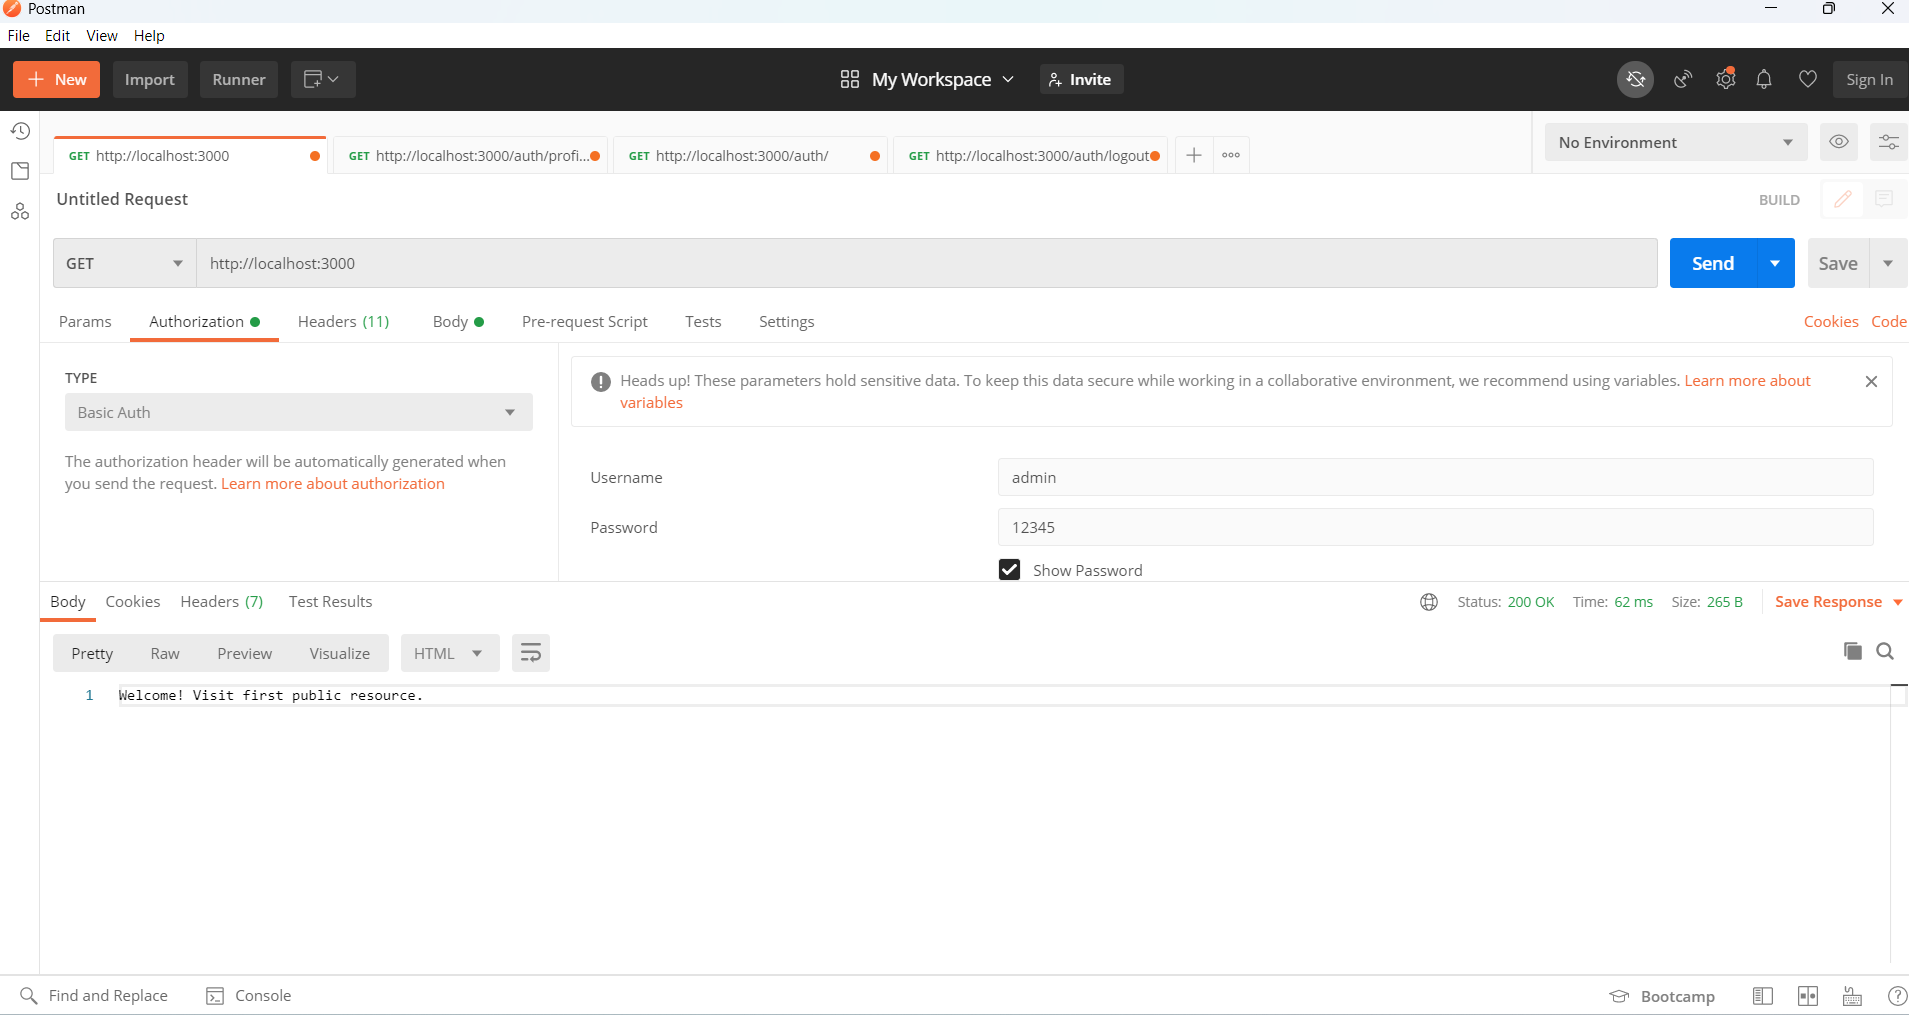 Postman
File Edit View Help
New Import Runner My Workspace Invite Sign In
GET http://localhost:3000 GET http://localhost:3000/auth/profi... GET http://localhost:3000/auth/ GET http://localhost:3000/auth/logout No Environment
Untitled Request BUILD
GET http://localhost:3000 Send Save
Params Authorization Headers (11) Body Pre-request Script Tests Settings Cookies Code
TYPE
Basic Auth
The authorization header will be automatically generated when
you send the request. Learn more about authorization
Heads up! These parameters hold sensitive data. To keep this data secure while working in a collaborative environment, we recommend using variables. Learn more about
variables
Username admin
Password 12345
Show Password
Body Cookies Headers (7) Test Results Status: 200 OK Time: 62 ms Size: 265 B Save Response
Pretty Raw Preview Visualize HTML
1 Welcome! Visit first public resource.
Find and Replace Console Bootcamp